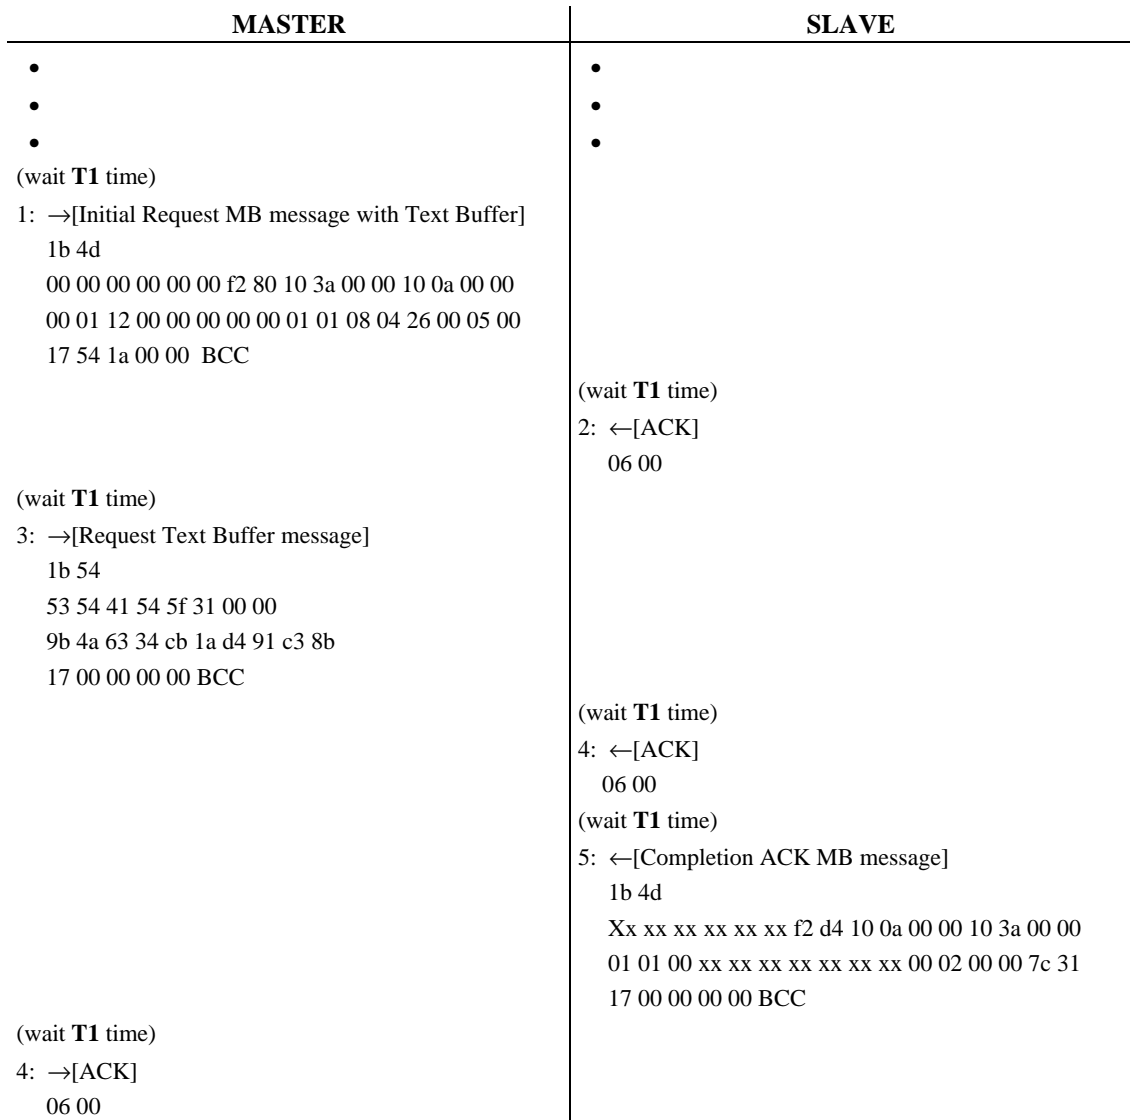 MASTER SLAVE
• •
• •
• •
(wait T1 time)
1: →[Initial Request MB message with Text Buffer]
1b 4d
00 00 00 00 00 00 f2 80 10 3a 00 00 10 0a 00 00
00 01 12 00 00 00 00 00 01 01 08 04 26 00 05 00
17 54 1a 00 00 BCC
(wait T1 time)
2: ←[ACK]
06 00
(wait T1 time)
3: →[Request Text Buffer message]
1b 54
53 54 41 54 5f 31 00 00
9b 4a 63 34 cb 1a d4 91 c3 8b
17 00 00 00 00 BCC
(wait T1 time)
4: ←[ACK]
06 00
(wait T1 time)
5: ←[Completion ACK MB message]
1b 4d
Xx xx xx xx xx xx f2 d4 10 0a 00 00 10 3a 00 00
01 01 00 xx xx xx xx xx xx xx 00 02 00 00 7c 31
17 00 00 00 00 BCC
(wait T1 time)
4: →[ACK]
06 00